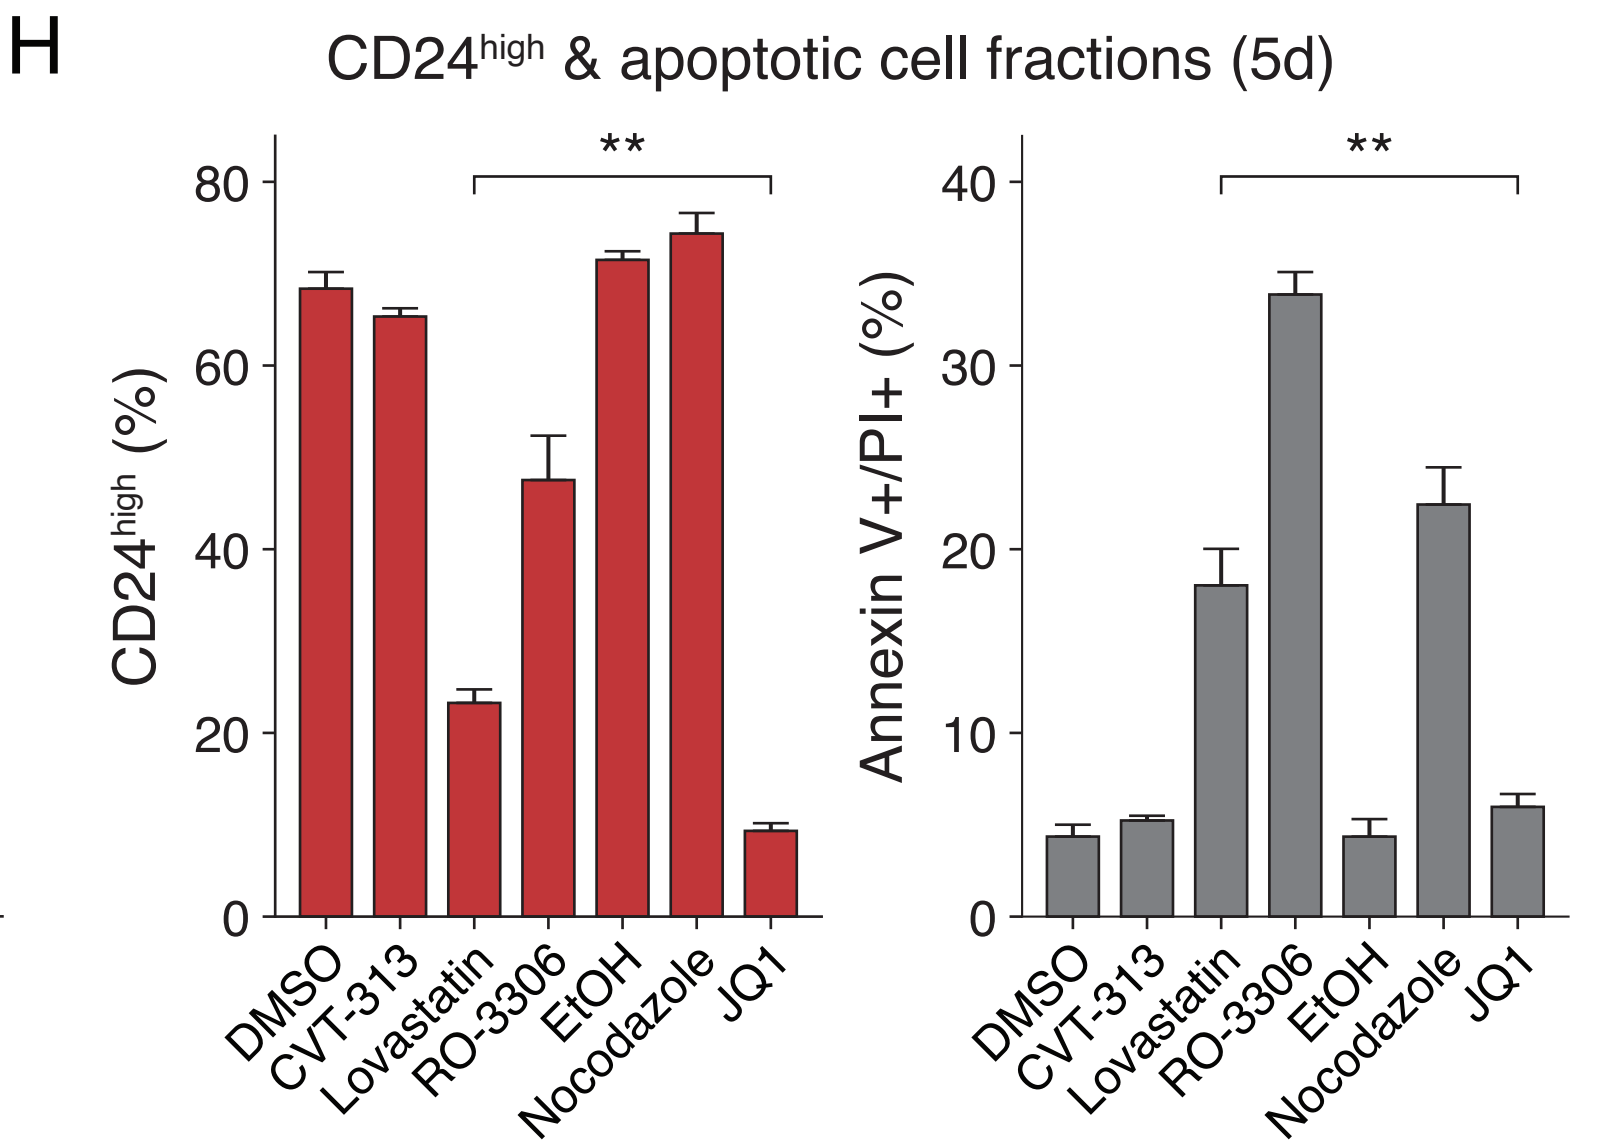 H
CD24high & apoptotic cell fractions (5d)
CD24high (%)
80
60
40
20
0
**
DMSO
CVT-313
Lovastatin
RO-3306
EtOH
Nocodazole
JQ1
Annexin V+/PI+ (%)
40
30
20
10
0
**
DMSO
CVT-313
Lovastatin
RO-3306
EtOH
Nocodazole
JQ1